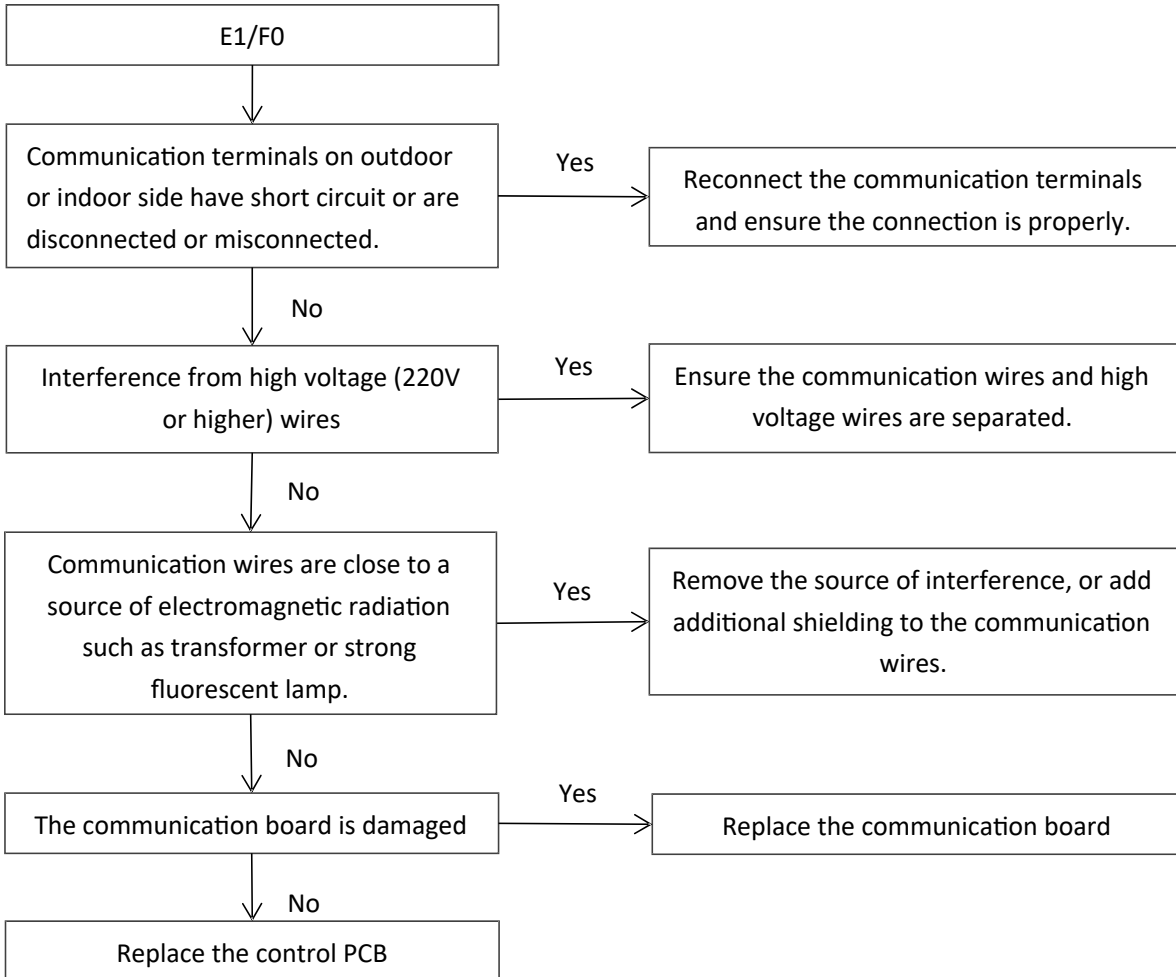 E1/F0
Communication terminals on outdoor
or indoor side have short circuit or are
disconnected or misconnected.
Yes
Reconnect the communication terminals
and ensure the connection is properly.
No
Interference from high voltage (220V
or higher) wires
Yes
Ensure the communication wires and high
voltage wires are separated.
No
Communication wires are close to a
source of electromagnetic radiation
such as transformer or strong
fluorescent lamp.
Yes
Remove the source of interference, or add
additional shielding to the communication
wires.
No
The communication board is damaged
Yes
Replace the communication board
No
Replace the control PCB